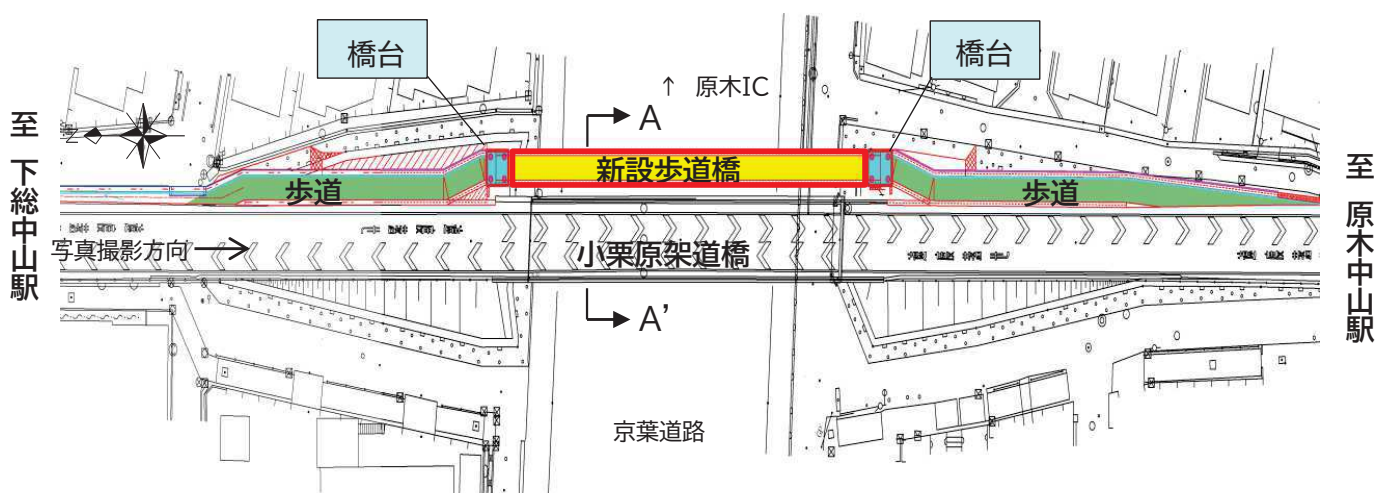 橋台
橋台
↑ 原木IC
A
至 下総中山駅
Z
新設歩道橋
至 原木中山駅
歩道
歩道
写真撮影方向
小栗原架道橋
A'
京葉道路